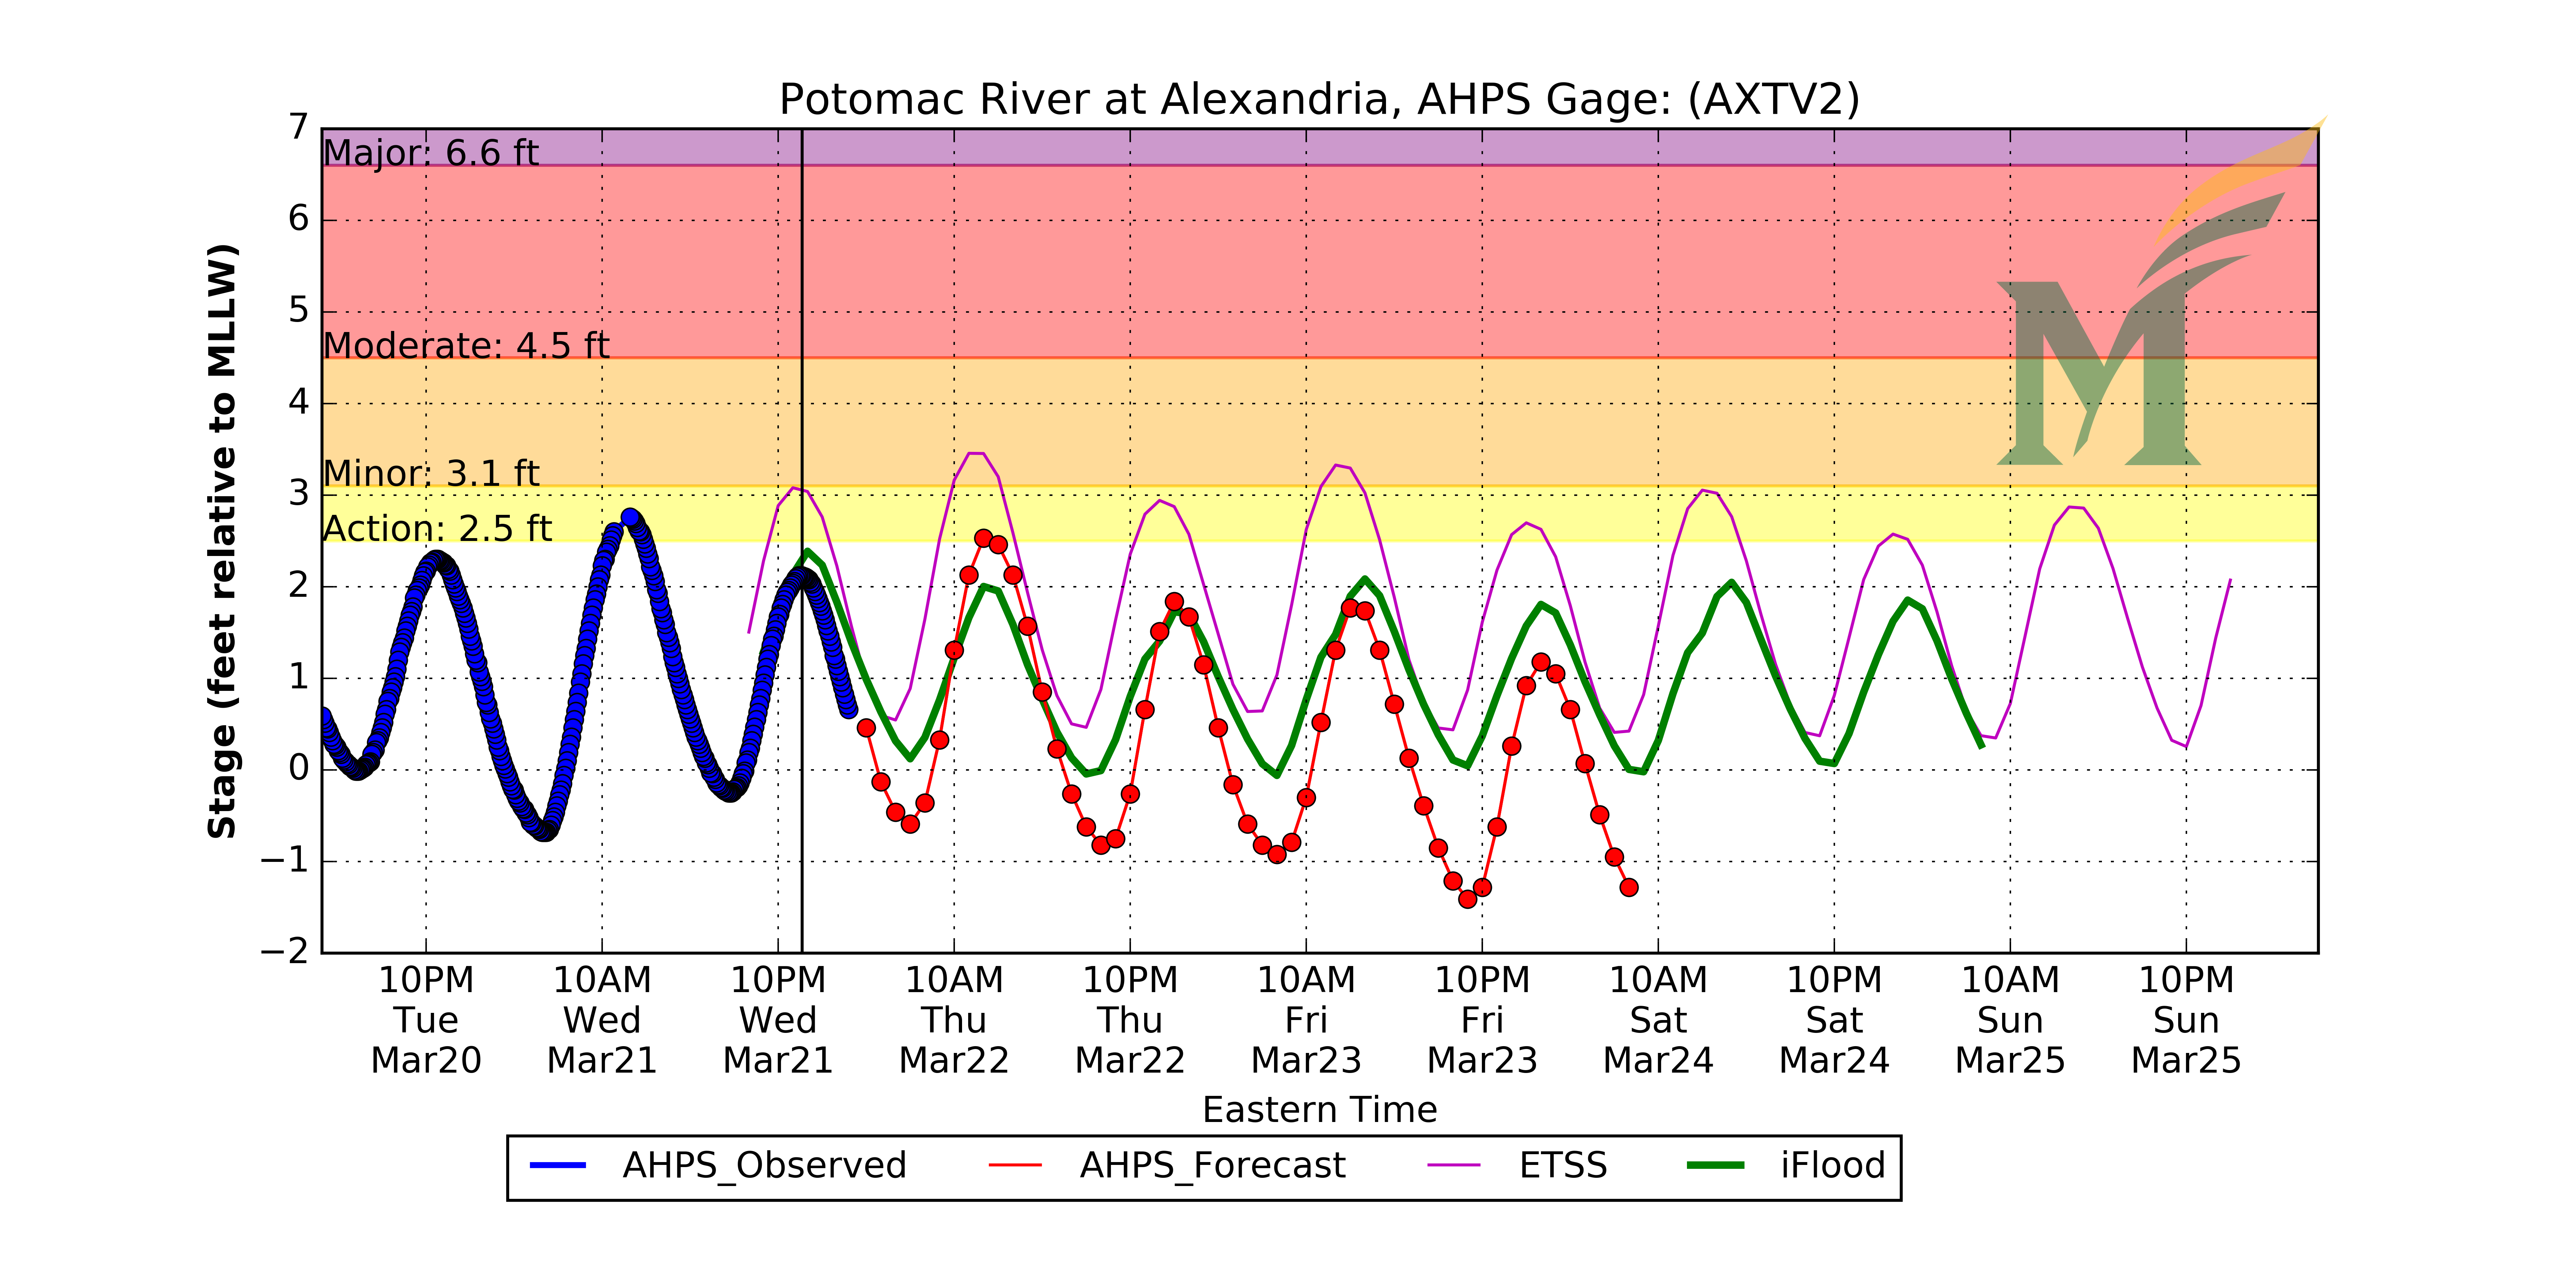 Potomac River at Alexandria, AHPS Gage: (AXTV2)
Stage (feet relative to MLLW)
7
6
5
4
3
2
1
0
−1
−2
Major: 6.6 ft
Moderate: 4.5 ft
Minor: 3.1 ft
Action: 2.5 ft
10PM 10AM 10PM 10AM 10PM 10AM 10PM 10AM 10PM 10AM 10PM
Tue Wed Wed Thu Thu Fri Fri Sat Sat Sun Sun
Mar20 Mar21 Mar21 Mar22 Mar22 Mar23 Mar23 Mar24 Mar24 Mar25 Mar25
Eastern Time
AHPS_Observed AHPS_Forecast ETSS iFlood
M